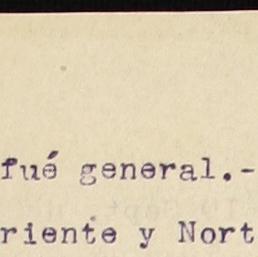 fué general.-
riente y Nort